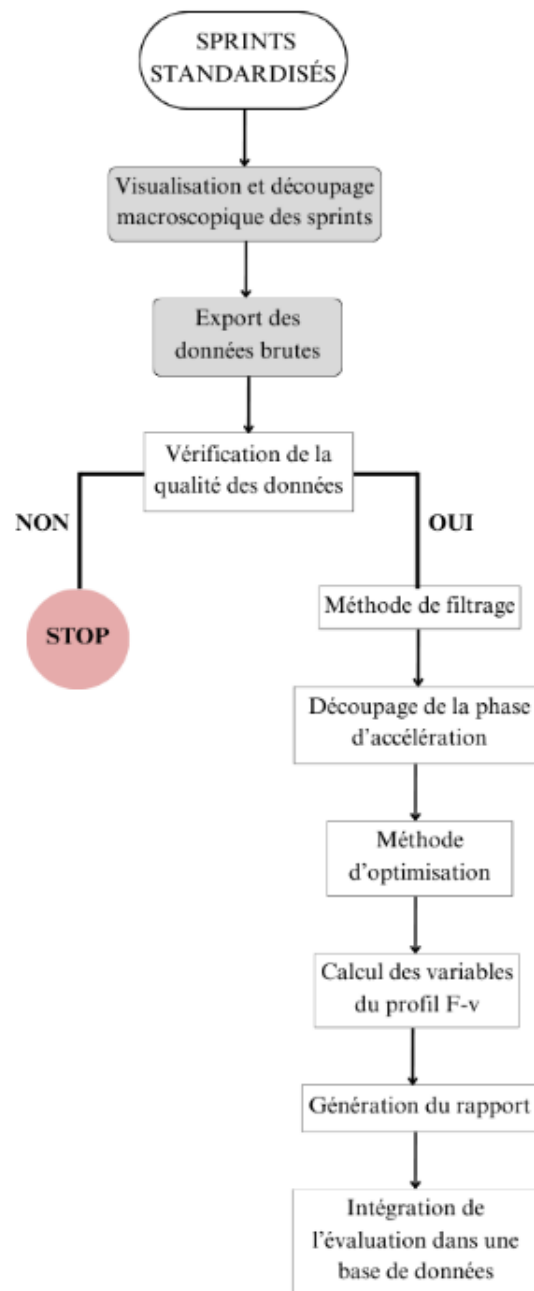 SPRINTS
STANDARDISÉS
Visualisation et découpage
macroscopique des sprints
Export des
données brutes
Vérification de la
qualité des données
NON
OUI
STOP
Méthode de filtrage
Découpage de la phase
d'accélération
Méthode
d'optimisation
Calcul des variables
du profil F-v
Génération du rapport
Intégration de
l'évaluation dans une
base de données